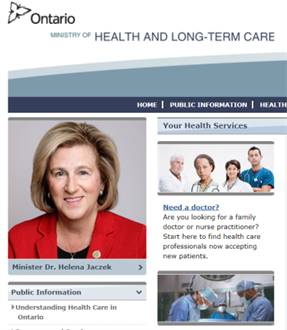 Ontario
MINISTRY OF HEALTH AND LONG-TERM CARE
HOME | PUBLIC INFORMATION | HEALTH
Minister Dr. Helena Jaczek
Public Information
Understanding Health Care in
Ontario
Your Health Services
Need a doctor?
Are you looking for a family
doctor or nurse practitioner?
Start here to find health care
professionals now accepting
new patients.